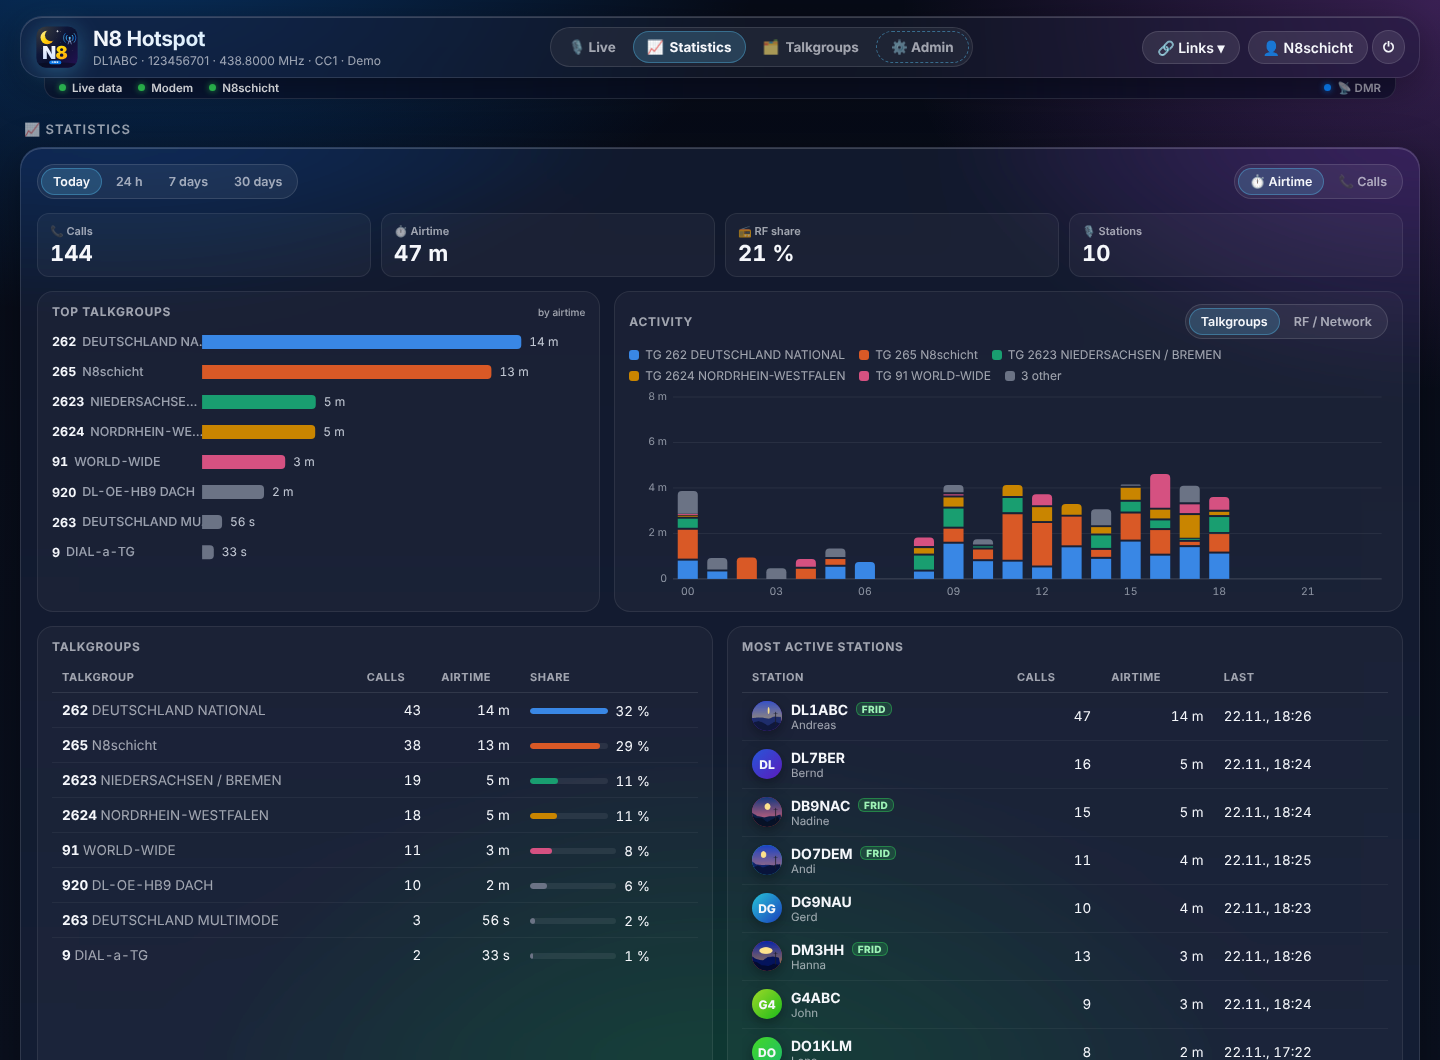 N8 Hotspot
DL1ABC · 123456701 · 438.8000 MHz · CC1 · Demo
Live
Statistics
Talkgroups
Admin
Links ▾
N8schicht
Live data
Modem
N8schicht
DMR
STATISTICS
Today
24 h
7 days
30 days
Airtime
Calls
Calls
144
Airtime
47 m
RF share
21 %
Stations
10
TOP TALKGROUPS
by airtime
262 DEUTSCHLAND NA… 14 m
265 N8schicht 13 m
2623 NIEDERSACHSE… 5 m
2624 NORDRHEIN-WE… 5 m
91 WORLD-WIDE 3 m
920 DL-OE-HB9 DACH 2 m
263 DEUTSCHLAND MU 56 s
9 DIAL-a-TG 33 s
ACTIVITY
Talkgroups
RF / Network
TG 262 DEUTSCHLAND NATIONAL
TG 265 N8schicht
TG 2623 NIEDERSACHSEN / BREMEN
TG 2624 NORDRHEIN-WESTFALEN
TG 91 WORLD-WIDE
3 other
8 m
6 m
4 m
2 m
0
00 03 06 09 12 15 18 21
TALKGROUPS
TALKGROUP CALLS AIRTIME SHARE
262 DEUTSCHLAND NATIONAL 43 14 m 32 %
265 N8schicht 38 13 m 29 %
2623 NIEDERSACHSEN / BREMEN 19 5 m 11 %
2624 NORDRHEIN-WESTFALEN 18 5 m 11 %
91 WORLD-WIDE 11 3 m 8 %
920 DL-OE-HB9 DACH 10 2 m 6 %
263 DEUTSCHLAND MULTIMODE 3 56 s 2 %
9 DIAL-a-TG 2 33 s 1 %
MOST ACTIVE STATIONS
STATION CALLS AIRTIME LAST
DL1ABC FRID 47 14 m 22.11., 18:26
Andreas
DL DL7BER 16 5 m 22.11., 18:24
Bernd
DB9NAC FRID 15 5 m 22.11., 18:24
Nadine
DO7DEM FRID 11 4 m 22.11., 18:25
Andi
DG DG9NAU 10 4 m 22.11., 18:23
Gerd
DM3HH FRID 13 3 m 22.11., 18:26
Hanna
G4 G4ABC 9 3 m 22.11., 18:24
John
DO DO1KLM 8 2 m 22.11., 17:22